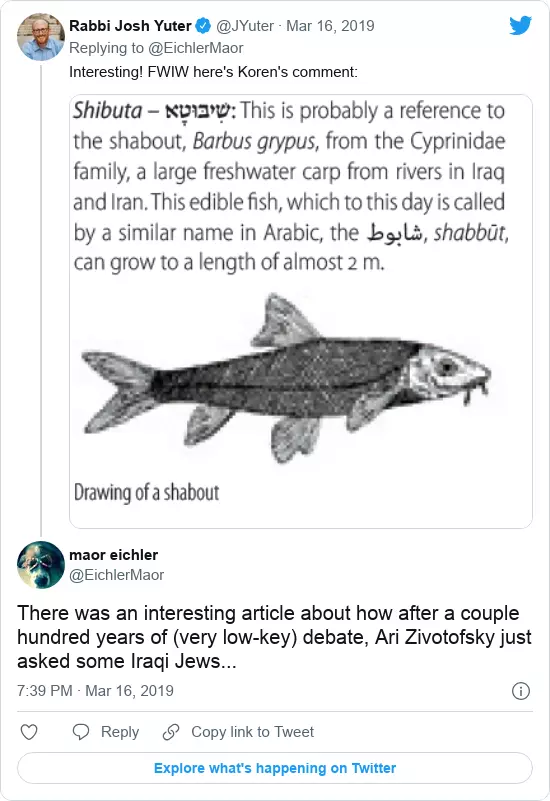 Rabbi Josh Yuter @JYuter · Mar 16, 2019
Replying to @EichlerMaor
Interesting! FWIW here's Koren's comment:
Shibuta – שִׁיבּוּטָא: This is probably a reference to
the shabout, Barbus grypus, from the Cyprinidae
family, a large freshwater carp from rivers in Iraq
and Iran. This edible fish, which to this day is called
by a similar name in Arabic, the شابوط, shabbūt,
can grow to a length of almost 2 m.
Drawing of a shabout
maor eichler
@EichlerMaor
There was an interesting article about how after a couple
hundred years of (very low-key) debate, Ari Zivotofsky just
asked some Iraqi Jews...
7:39 PM · Mar 16, 2019
Reply Copy link to Tweet
Explore what's happening on Twitter